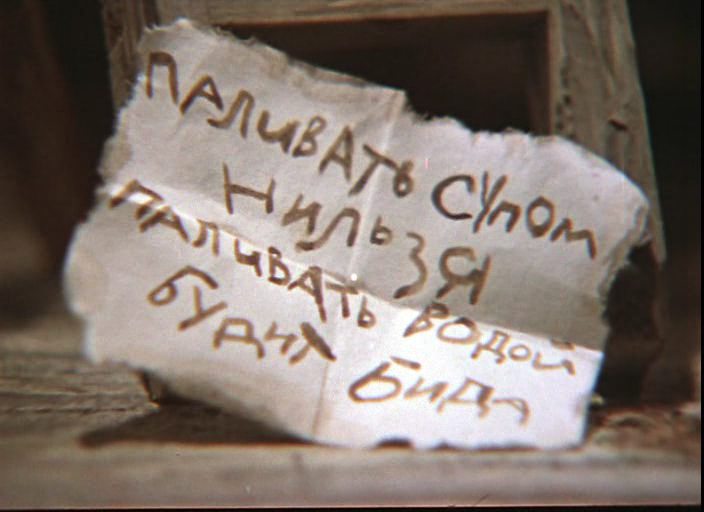 ПАЛИВАТЬ СУПОМ
НИЛЬЗЯ
ПАЛИВАТЬ ВОДОЙ
БУДИТ БИДА